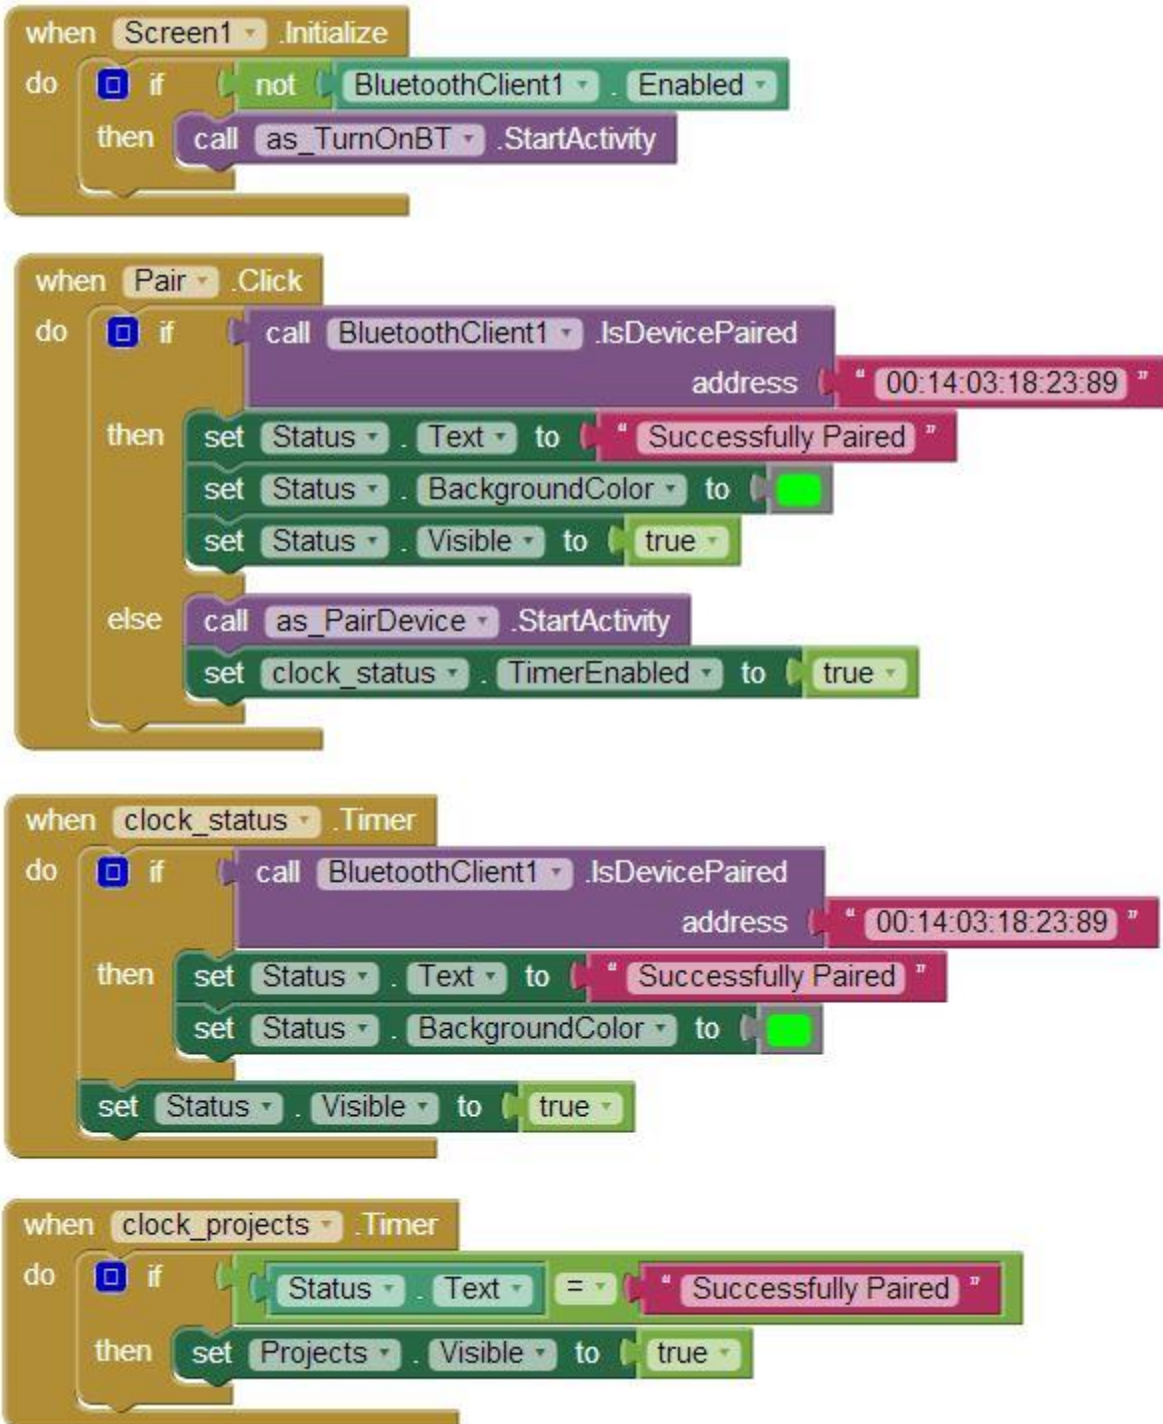 when Screen1 .Initialize
do if not BluetoothClient1 . Enabled
then call as_TurnOnBT .StartActivity
when Pair .Click
do if call BluetoothClient1 .IsDevicePaired
address " 00:14:03:18:23:89 "
then set Status . Text to " Successfully Paired "
set Status . BackgroundColor to
set Status . Visible to true
else call as_PairDevice .StartActivity
set clock_status . TimerEnabled to true
when clock_status .Timer
do if call BluetoothClient1 .IsDevicePaired
address " 00:14:03:18:23:89 "
then set Status . Text to " Successfully Paired "
set Status . BackgroundColor to
set Status . Visible to true
when clock_projects .Timer
do if Status . Text = " Successfully Paired "
then set Projects . Visible to true